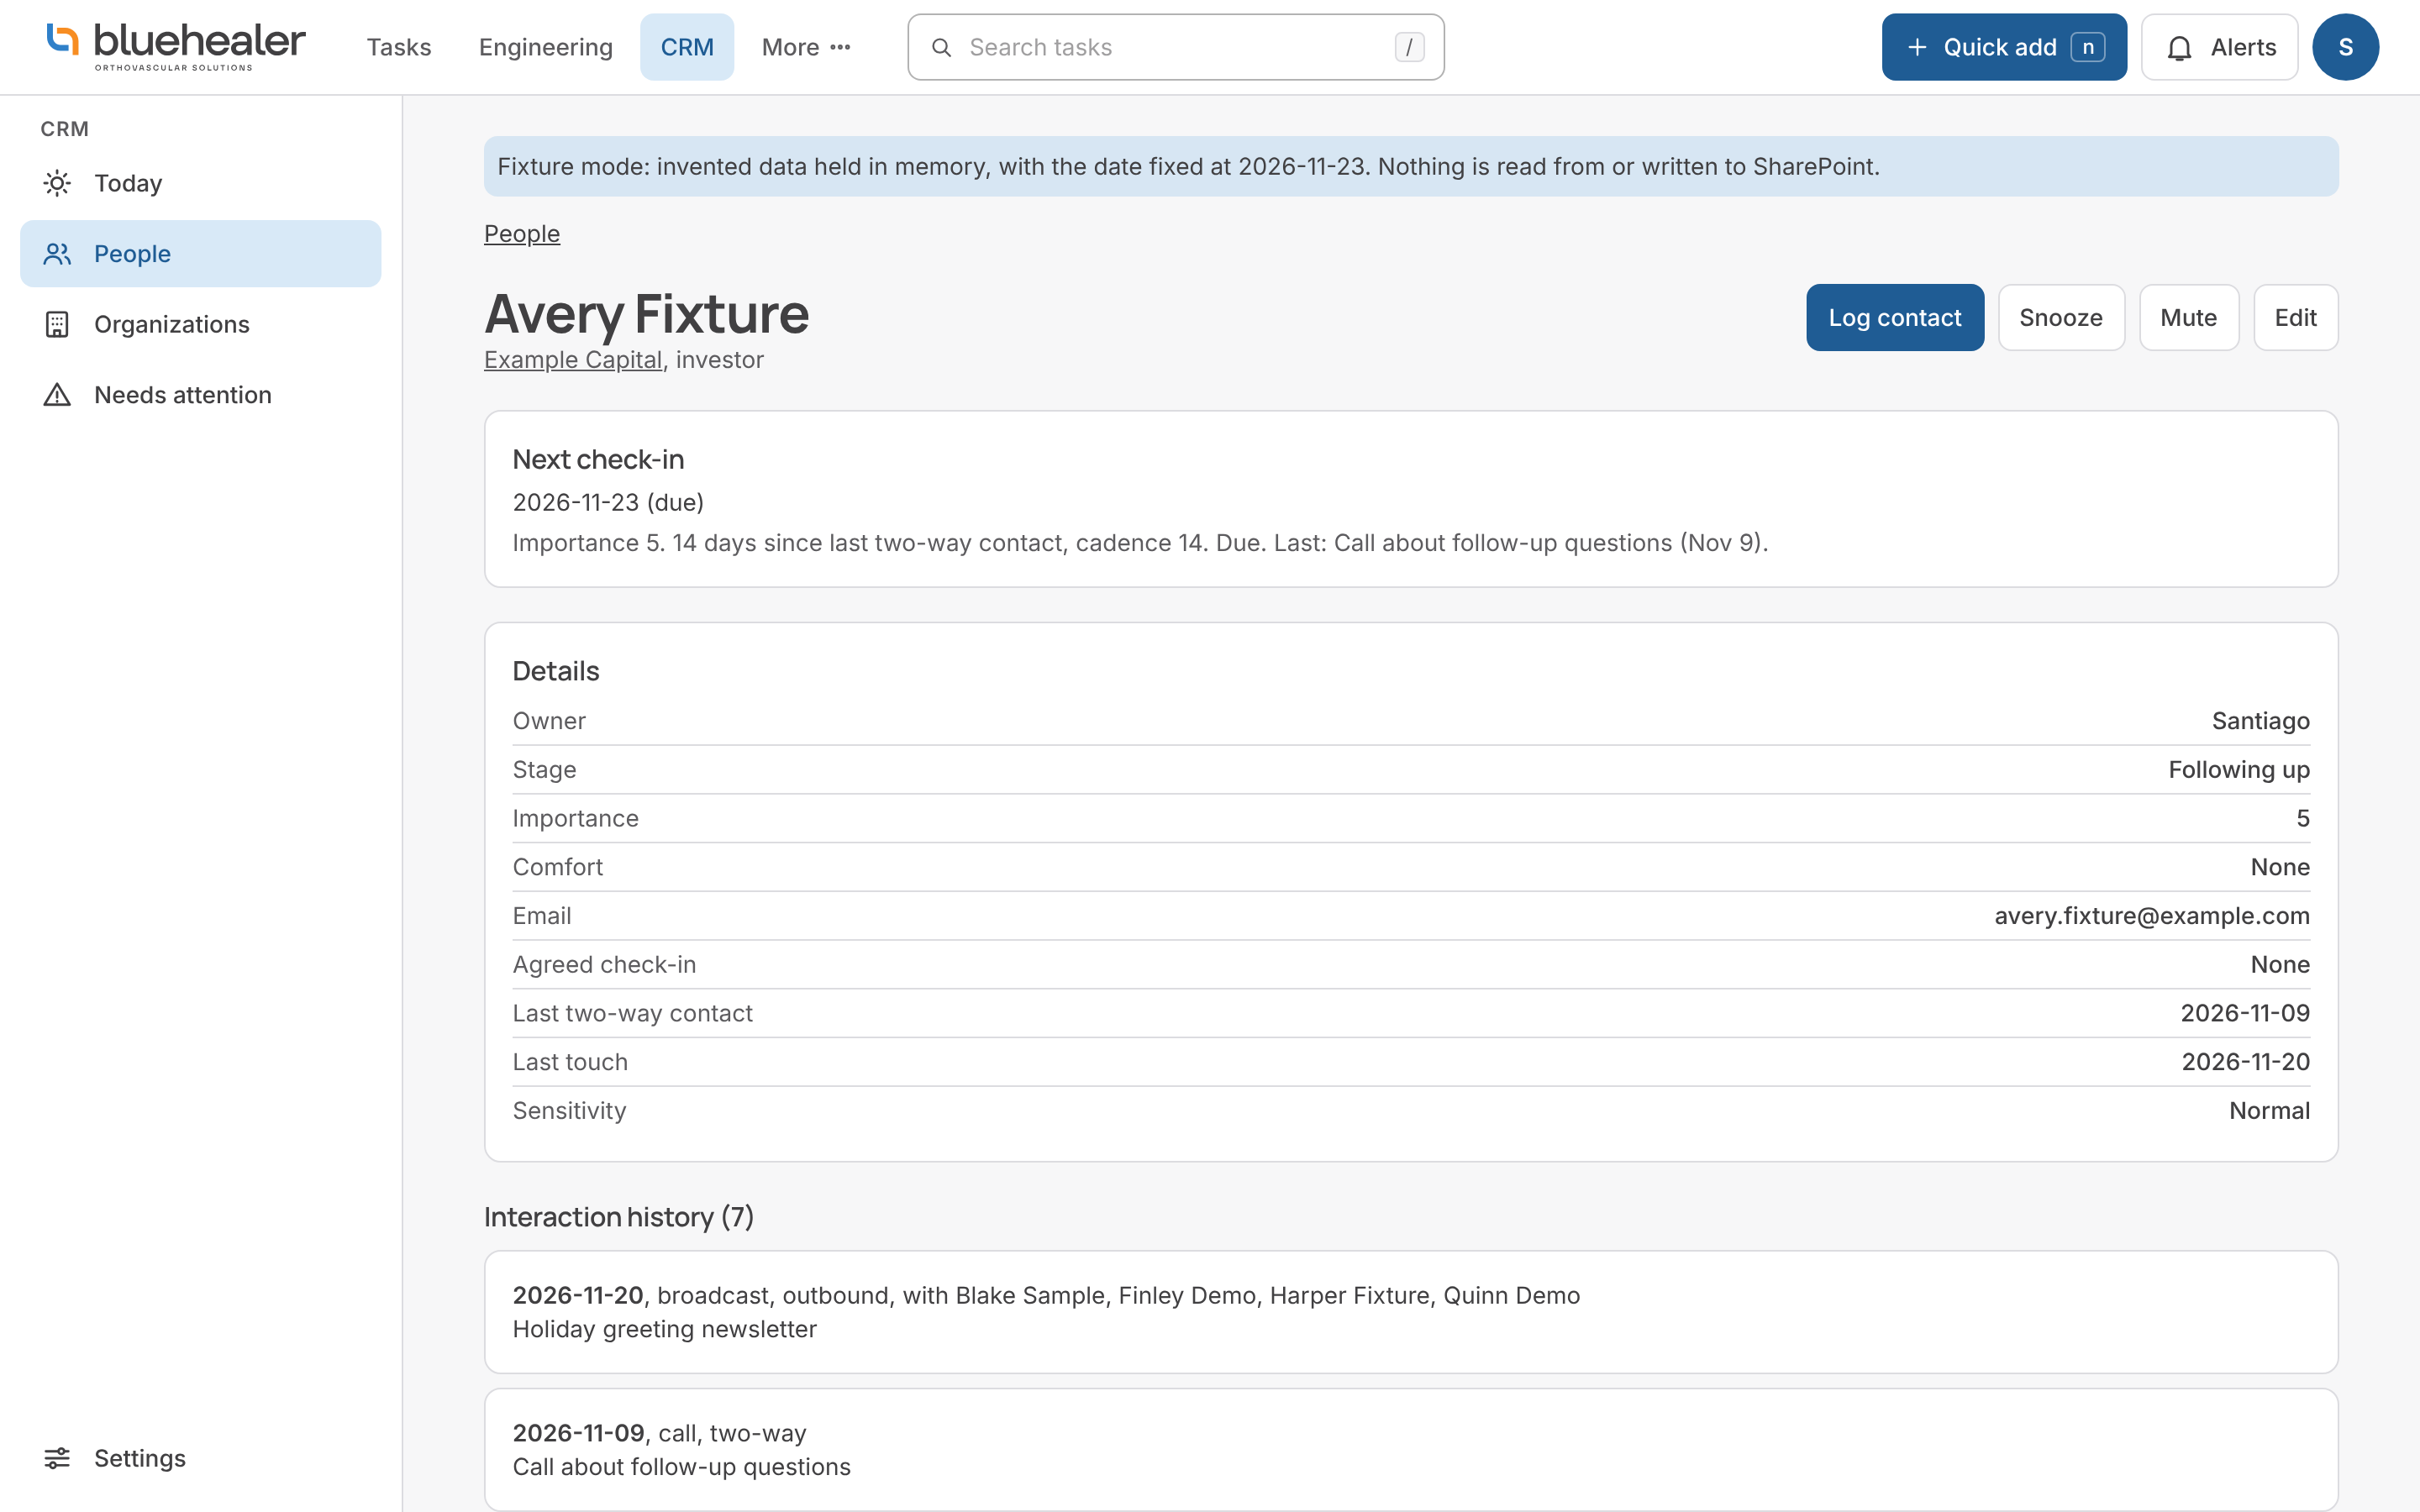 bluehealer
ORTHOVASCULAR SOLUTIONS
Tasks
Engineering
CRM
More •••
Search tasks
/
+ Quick add n
Alerts
S
CRM
Today
People
Organizations
Needs attention
Settings
Fixture mode: invented data held in memory, with the date fixed at 2026-11-23. Nothing is read from or written to SharePoint.
People
Avery Fixture
Example Capital, investor
Log contact
Snooze
Mute
Edit
Next check-in
2026-11-23 (due)
Importance 5. 14 days since last two-way contact, cadence 14. Due. Last: Call about follow-up questions (Nov 9).
Details
Owner Santiago
Stage Following up
Importance 5
Comfort None
Email avery.fixture@example.com
Agreed check-in None
Last two-way contact 2026-11-09
Last touch 2026-11-20
Sensitivity Normal
Interaction history (7)
2026-11-20, broadcast, outbound, with Blake Sample, Finley Demo, Harper Fixture, Quinn Demo
Holiday greeting newsletter
2026-11-09, call, two-way
Call about follow-up questions